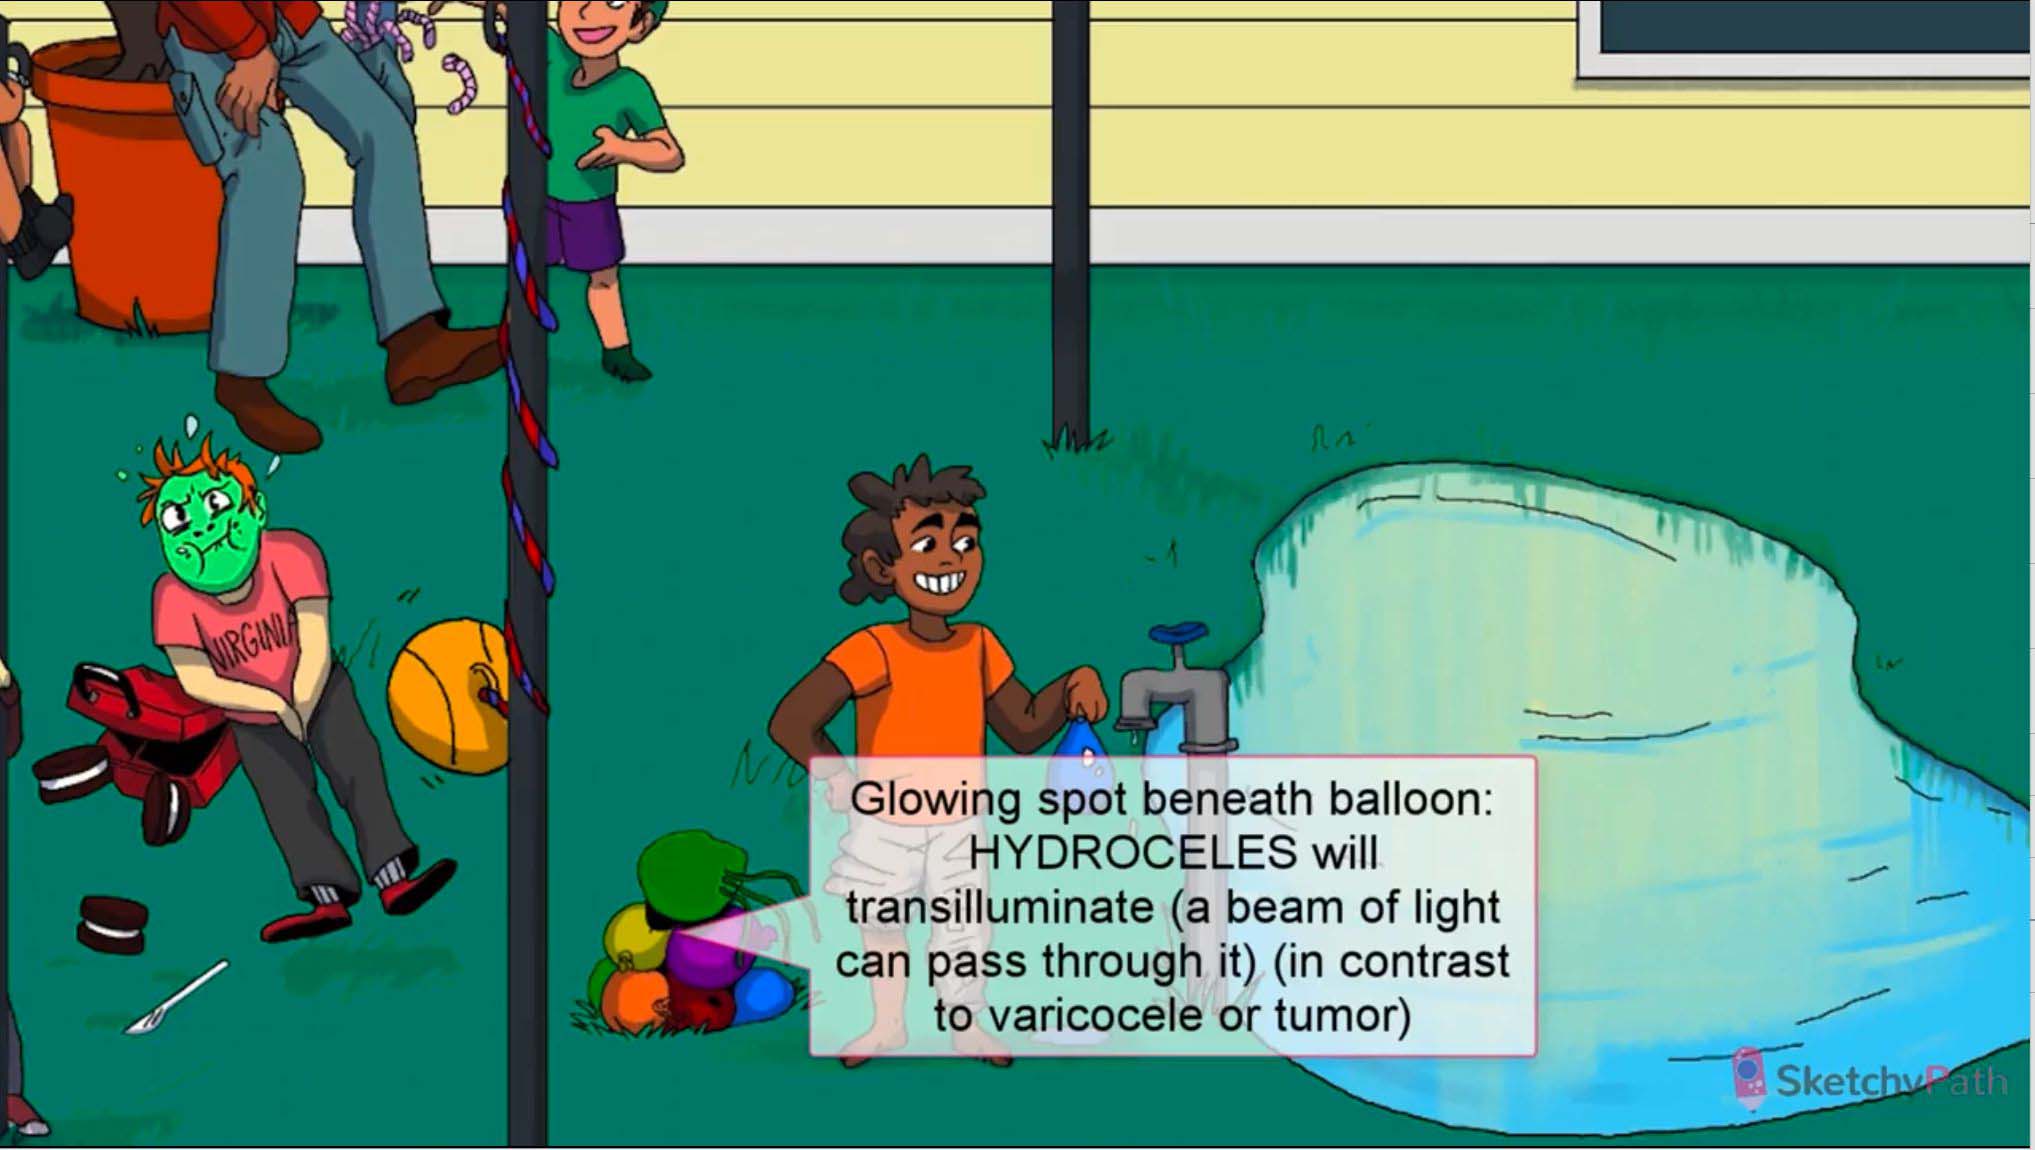 VIRGINIA
Glowing spot beneath balloon:
HYDROCELES will
transilluminate (a beam of light
can pass through it) (in contrast
to varicocele or tumor)
SketchyPath